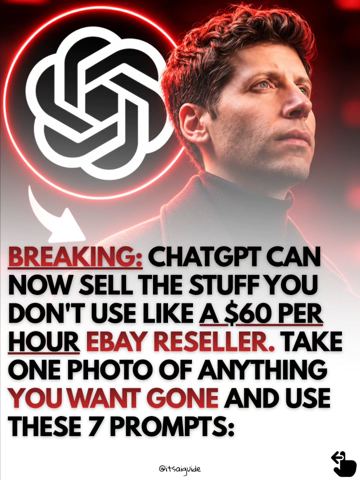 BREAKING: CHATGPT CAN
NOW SELL THE STUFF YOU
DON'T USE LIKE A $60 PER
HOUR EBAY RESELLER. TAKE
ONE PHOTO OF ANYTHING
YOU WANT GONE AND USE
THESE 7 PROMPTS:
@itsaiguide